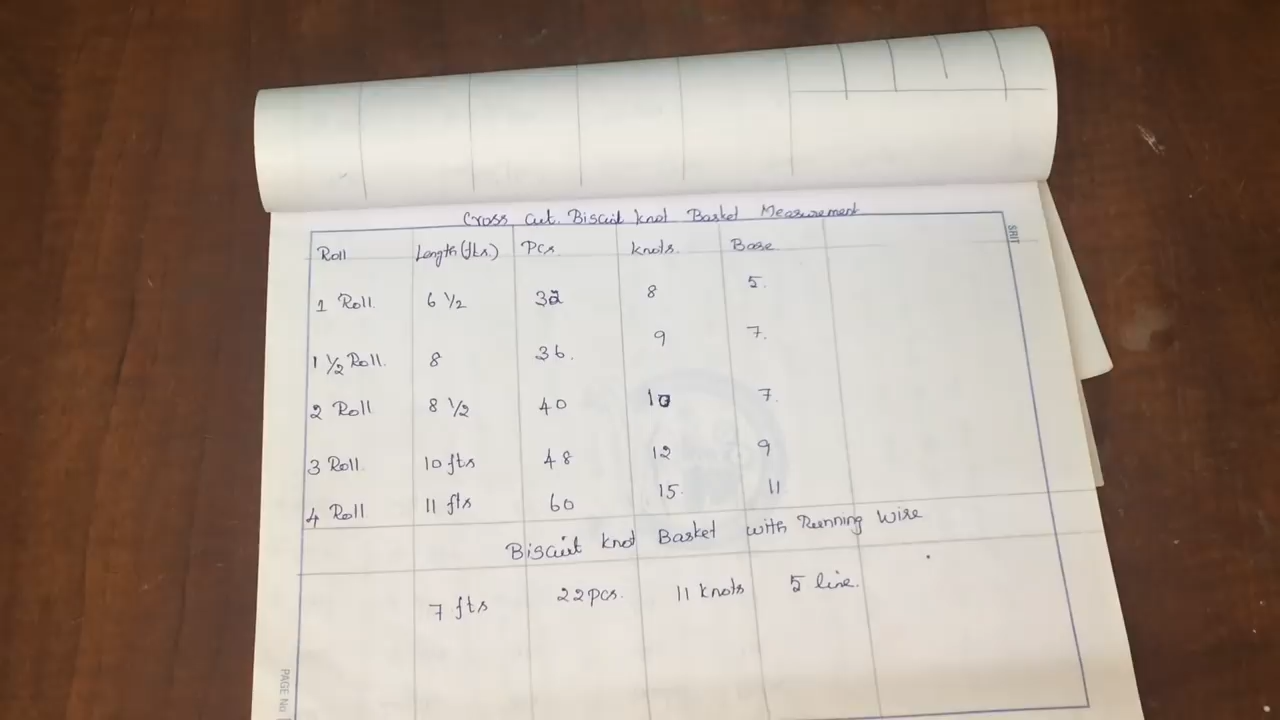 Cross cut Biscuit knot Basket Measurement
Roll Length (fts.) Pcs. knots. Base
1 Roll. 6 1/2 32 8 5.
1 1/2 Roll. 8 36. 9 7.
2 Roll 8 1/2 40 10 7.
3 Roll. 10 fts 48 12 9
4 Roll 11 fts 60 15. 11
Biscuit knot Basket with Running Wire
7 fts 22 pcs. 11 knots 5 line.
SRIT
PAGE No